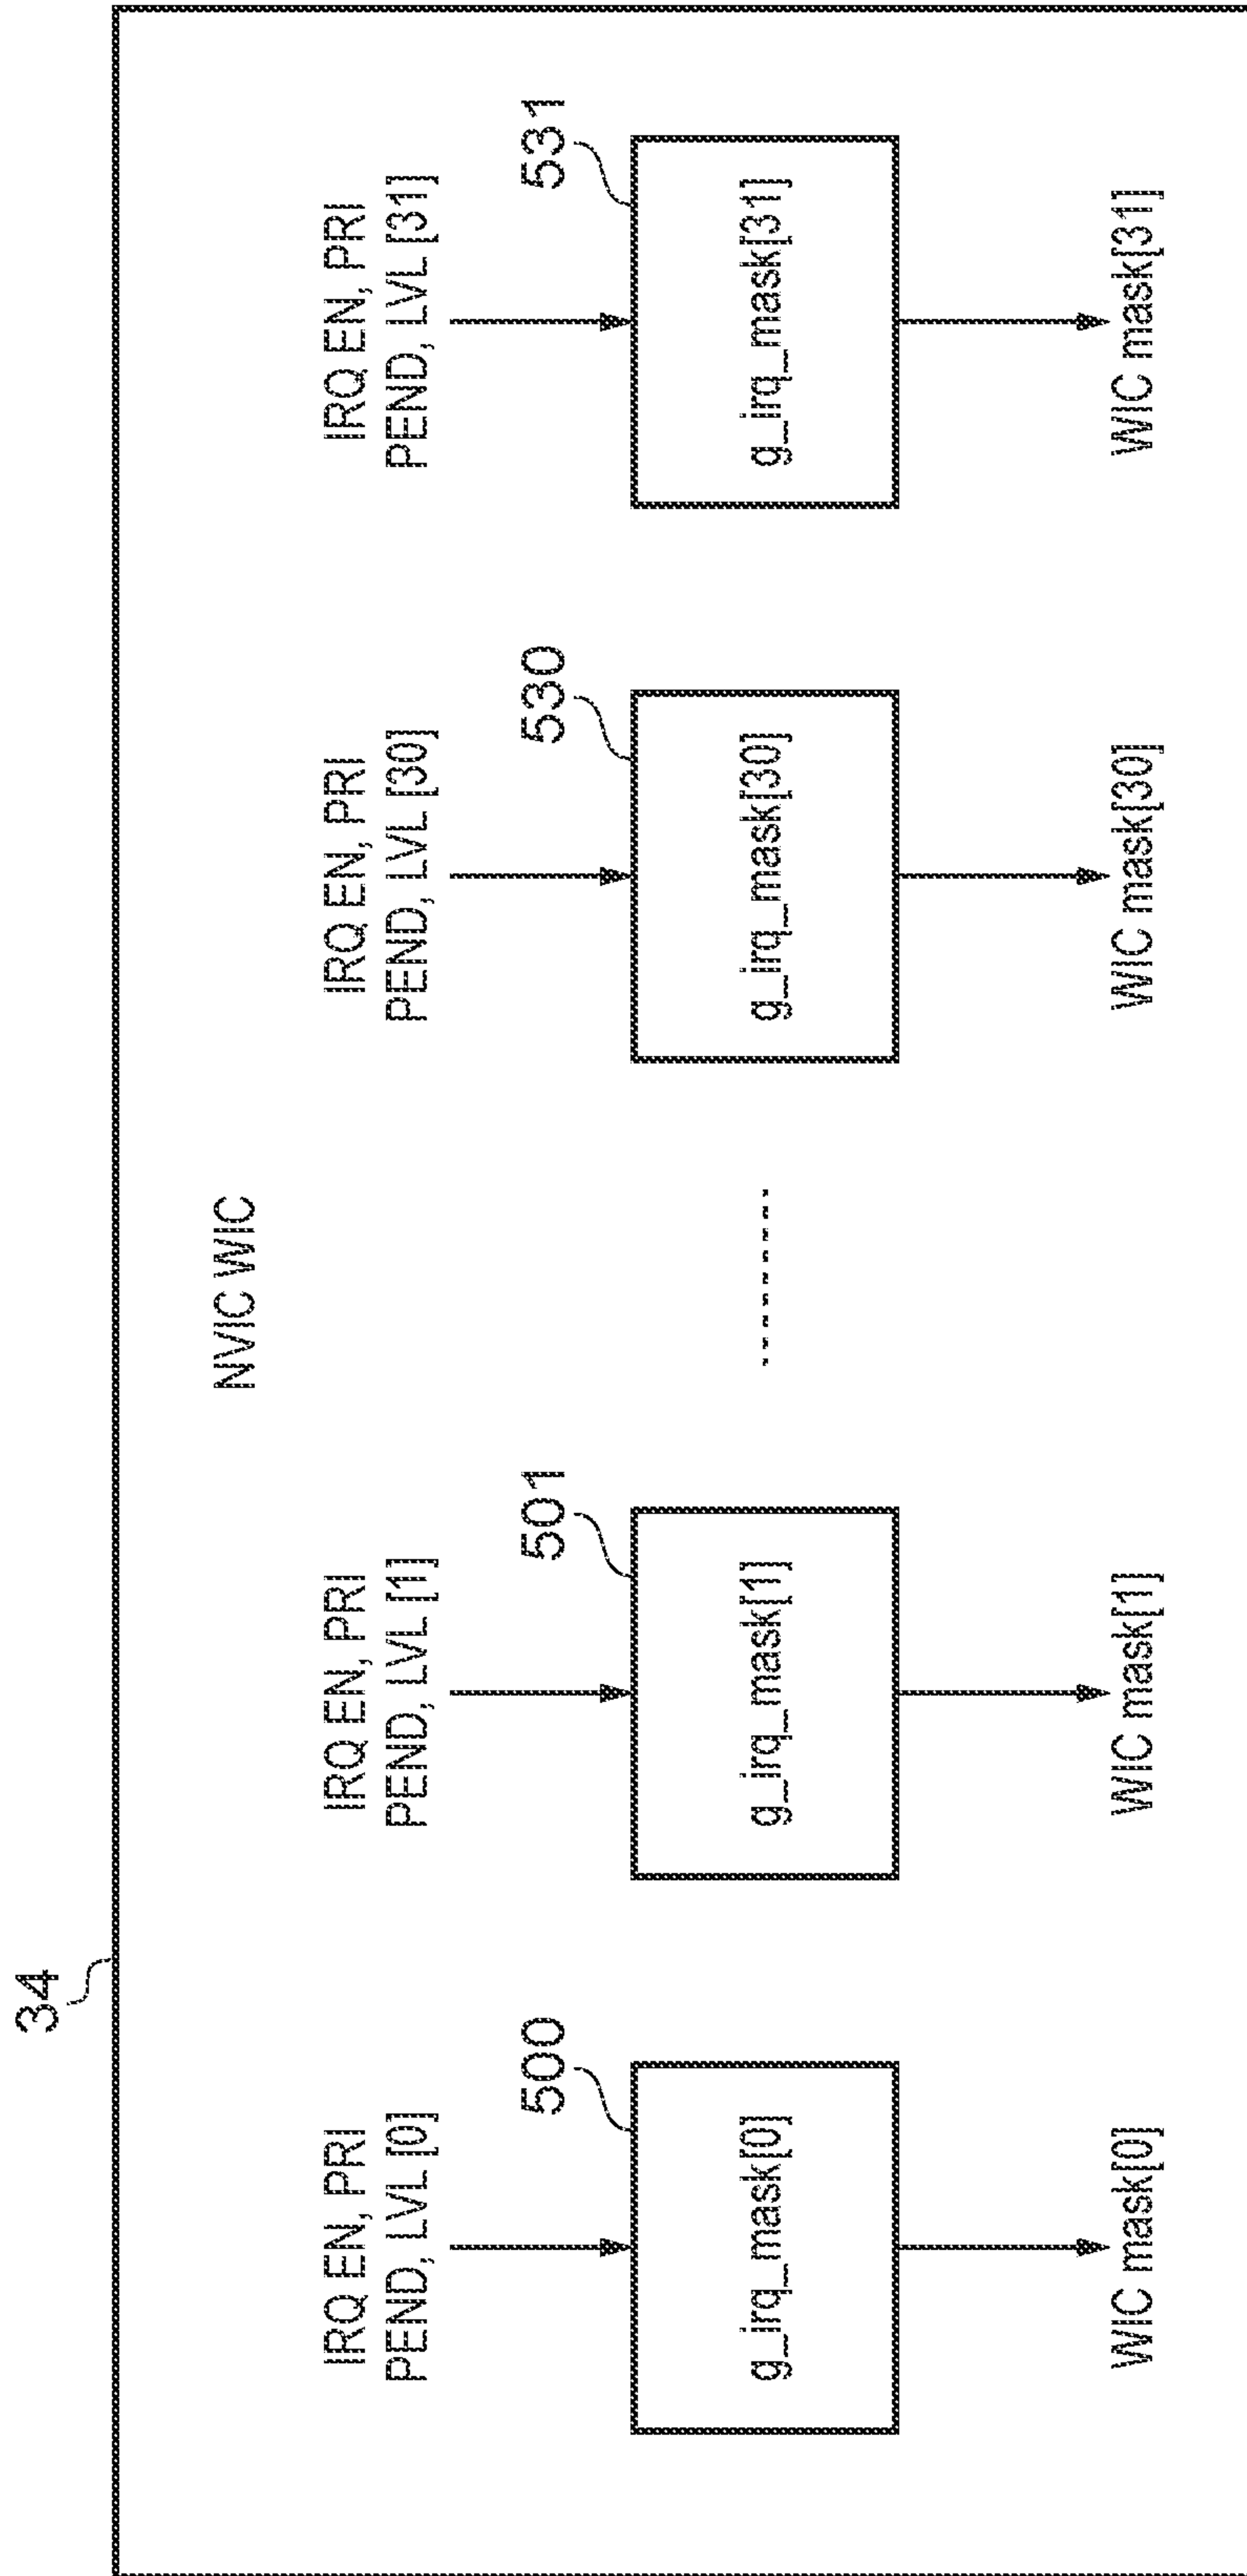 34
NVIC WIC
IRQ EN, PRI
PEND, LVL [0]
500
g_irq_mask[0]
WIC mask[0]
IRQ EN, PRI
PEND, LVL [1]
501
g_irq_mask[1]
WIC mask[1]
IRQ EN, PRI
PEND, LVL [30]
530
g_irq_mask[30]
WIC mask[30]
IRQ EN, PRI
PEND, LVL [31]
531
g_irq_mask[31]
WIC mask[31]